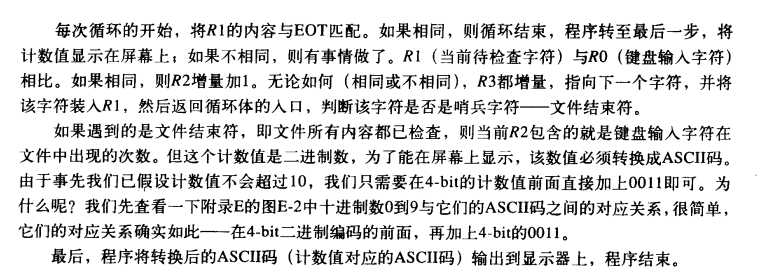 每次循环的开始，将R1的内容与EOT匹配。如果相同，则循环结束，程序转至最后一步，将
计数值显示在屏幕上；如果不相同，则有事情做了。R1（当前待检查字符）与R0（键盘输入字符）
相比。如果相同，则R2增量加1。无论如何（相同或不相同），R3都增量，指向下一个字符，并将
该字符装入R1，然后返回循环体的入口，判断该字符是否是哨兵字符——文件结束符。
如果遇到的是文件结束符，即文件所有内容都已检查，则当前R2包含的就是键盘输入字符在
文件中出现的次数。但这个计数值是二进制数，为了能在屏幕上显示，该数值必须转换成ASCII码。
由于事先我们已假设计数值不会超过10，我们只需要在4-bit的计数值前面直接加上0011即可。为
什么呢？我们先查看一下附录E的图E-2中十进制数0到9与它们的ASCII码之间的对应关系，很简单，
它们的对应关系确实如此——在4-bit二进制编码的前面，再加上4-bit的0011。
最后，程序将转换后的ASCII码（计数值对应的ASCII码）输出到显示器上，程序结束。